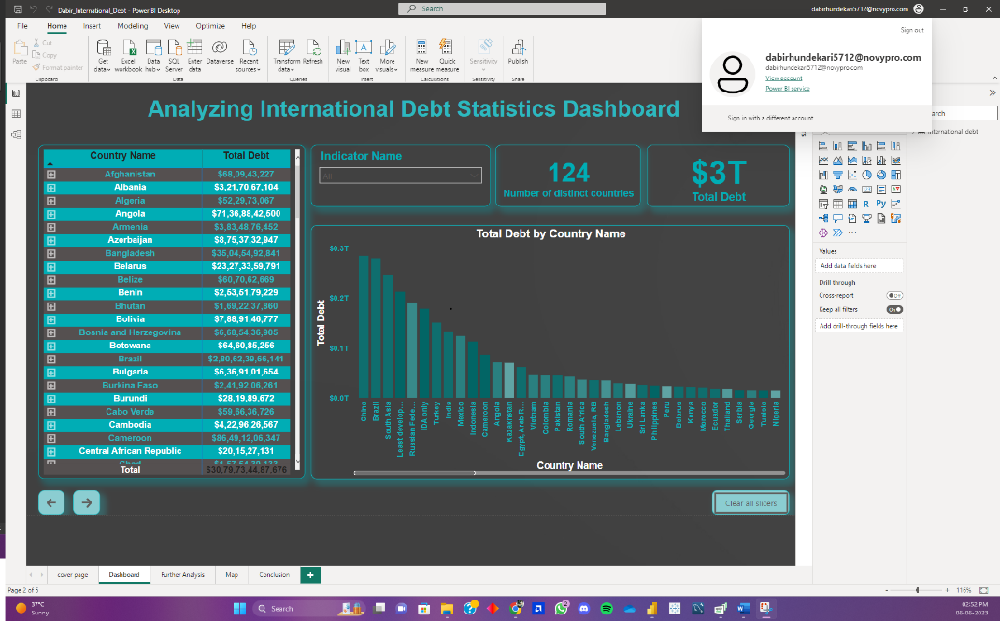 Dabir_International_Debt - Power BI Desktop
Search
dabirhundekari5712@novypro.com
File Home Insert Modeling View Optimize Help
Sign out
Paste
Cut
Copy
Format painter
Get data
Excel workbook
Data hub
SQL Server
Enter data
Dataverse
Recent sources
Transform data
Refresh
New visual
Text box
More visuals
New measure
Quick measure
Sensitivity
Publish
Clipboard Data Queries Insert Calculations Sensitivity Share
dabirhundekari5712@novypro.com
dabirhundekari5712@novypro.com
View account
Power BI service
Sign in with a different account
Analyzing International Debt Statistics Dashboard
Country Name Total Debt
Afghanistan $68,09,43,227
Albania $3,21,70,67,104
Algeria $52,29,73,067
Angola $71,36,88,42,500
Armenia $3,83,48,76,452
Azerbaijan $8,75,37,32,947
Bangladesh $35,04,54,92,841
Belarus $23,27,33,59,791
Belize $60,70,62,669
Benin $2,53,51,79,229
Bhutan $1,69,22,37,860
Bolivia $7,88,91,46,777
Bosnia and Herzegovina $6,68,54,36,905
Botswana $64,60,85,256
Brazil $2,80,62,39,66,141
Bulgaria $6,36,91,01,654
Burkina Faso $2,41,92,06,261
Burundi $28,19,89,672
Cabo Verde $59,66,36,726
Cambodia $4,22,96,26,567
Cameroon $86,49,12,06,347
Central African Republic $20,15,27,131
Total $30,79,73,44,87,676
Indicator Name
All
124
Number of distinct countries
$3T
Total Debt
Total Debt by Country Name
Total Debt
$0.3T
$0.2T
$0.1T
$0.0T
China
Brazil
South Asia
Least develop...
Russian Fede...
IDA only
Turkey
India
Mexico
Indonesia
Cameroon
Angola
Kazakhstan
Egypt, Arab R...
Vietnam
Colombia
Pakistan
Romania
South Africa
Venezuela, RB
Bangladesh
Lebanon
Ukraine
Sri Lanka
Philippines
Peru
Belarus
Kenya
Morocco
Ecuador
Thailand
Serbia
Georgia
Tunisia
Nigeria
Country Name
Clear all slicers
arch
international_debt
R
Py
Values
Add data fields here
Drill through
Cross-report
Off
Keep all filters
On
Add drill-through fields here
cover page Dashboard Further Analysis Map Conclusion
Page 2 of 5
116%
37°C
Sunny
Search
02:52 PM
06-06-2023